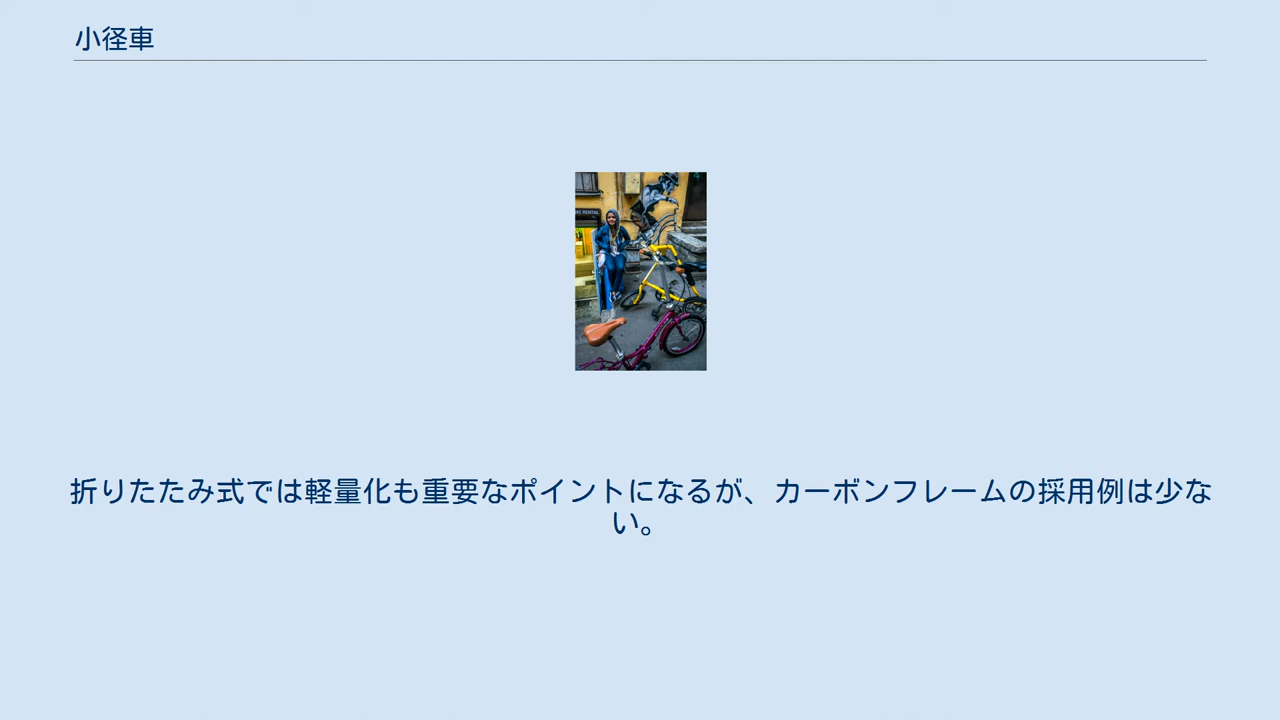 小径車
折りたたみ式では軽量化も重要なポイントになるが、カーボンフレームの採用例は少な
い。